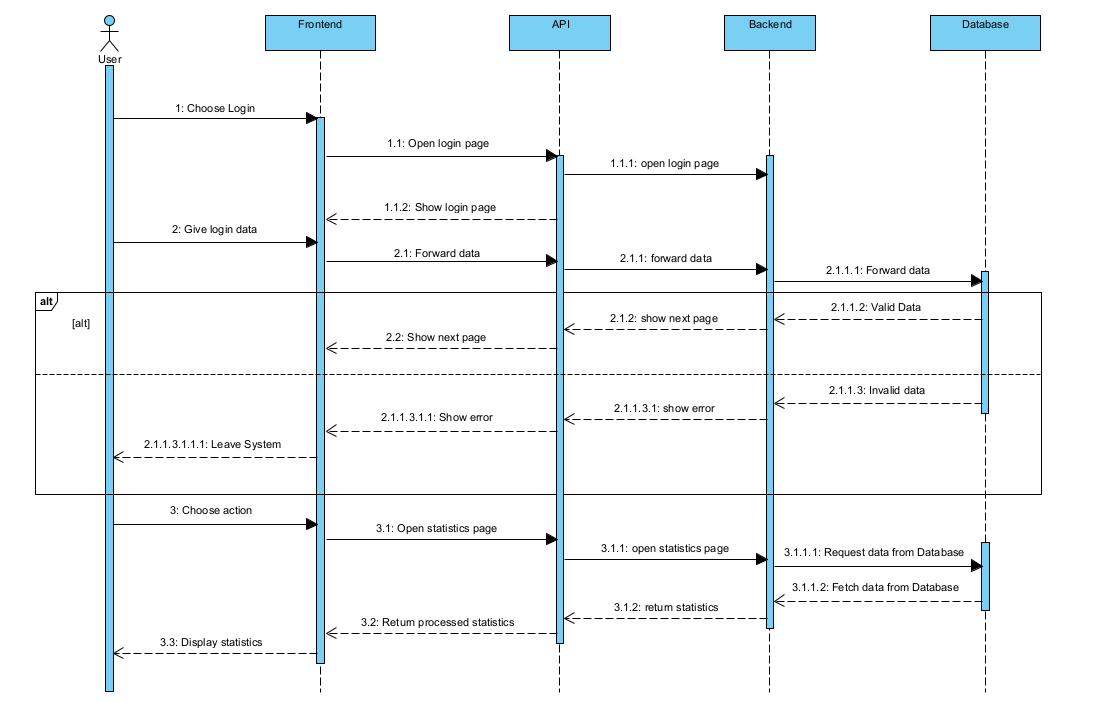 Frontend
API
Backend
Database
User
1: Choose Login
1.1: Open login page
1.1.1: open login page
1.1.2: Show login page
2: Give login data
2.1: Forward data
2.1.1: forward data
2.1.1.1: Forward data
alt
[alt]
2.1.1.2: Valid Data
2.1.2: show next page
2.2: Show next page
2.1.1.3: Invalid data
2.1.1.3.1: show error
2.1.1.3.1.1: Show error
2.1.1.3.1.1.1: Leave System
3: Choose action
3.1: Open statistics page
3.1.1: open statistics page
3.1.1.1: Request data from Database
3.1.1.2: Fetch data from Database
3.1.2: return statistics
3.2: Return processed statistics
3.3: Display statistics